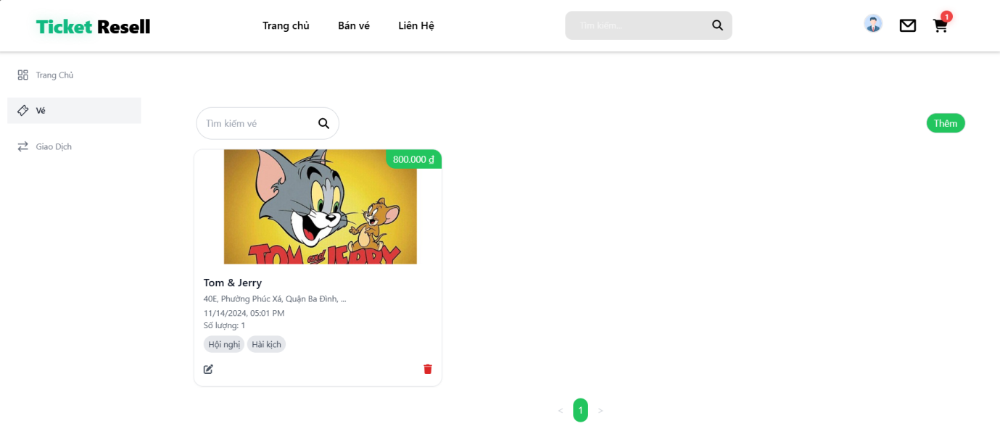 Ticket Resell
Trang chủ
Bán vé
Liên Hệ
Tìm kiếm...
1
Trang Chủ
Vé
Giao Dịch
Tìm kiếm vé
Thêm
800.000 ₫
TOM and JERRY
Tom & Jerry
40E, Phường Phúc Xá, Quận Ba Đình, ...
11/14/2024, 05:01 PM
Số lượng: 1
Hội nghị
Hài kịch
< 1 >